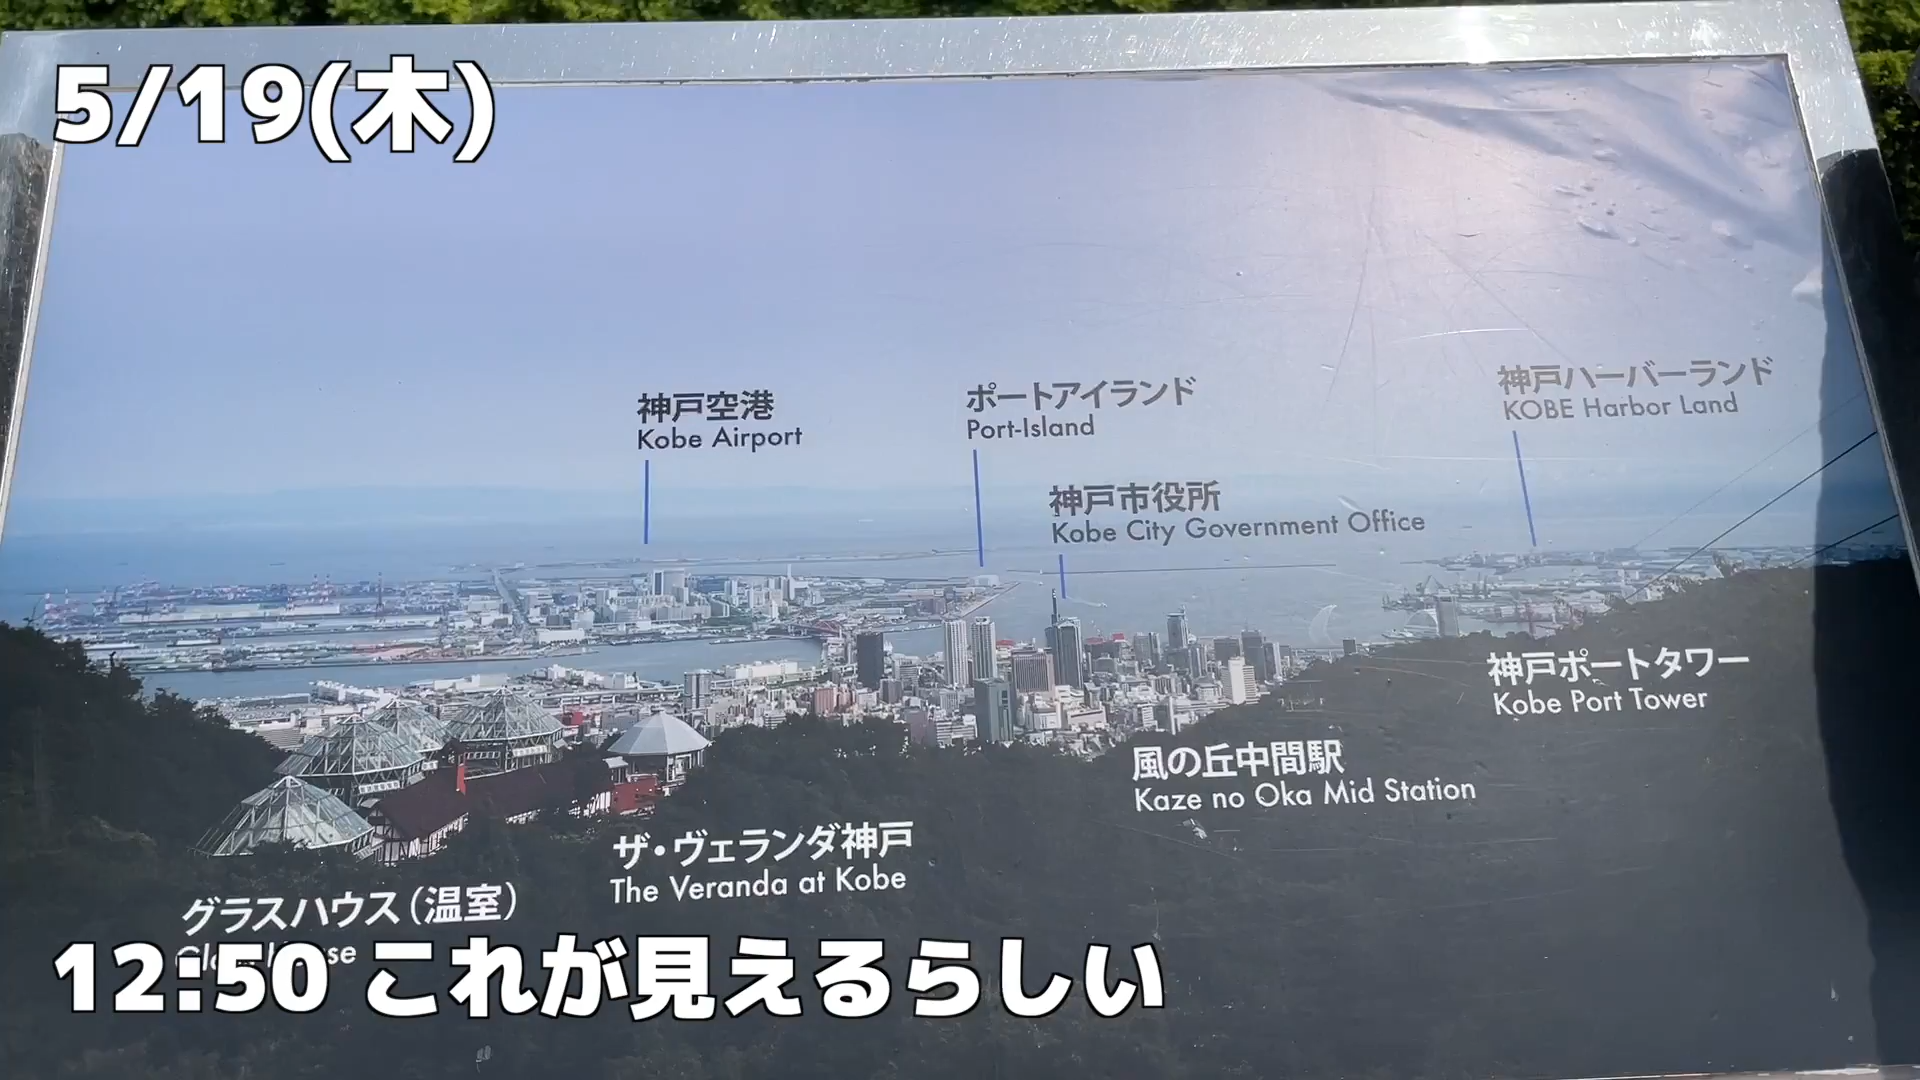 5/19(木)
神戸空港
Kobe Airport
ポートアイランド
Port-Island
神戸ハーバーランド
KOBE Harbor Land
神戸市役所
Kobe City Government Office
神戸ポートタワー
Kobe Port Tower
風の丘中間駅
Kaze no Oka Mid Station
ザ・ヴェランダ神戸
The Veranda at Kobe
グラスハウス（温室）
12:50 これが見えるらしい